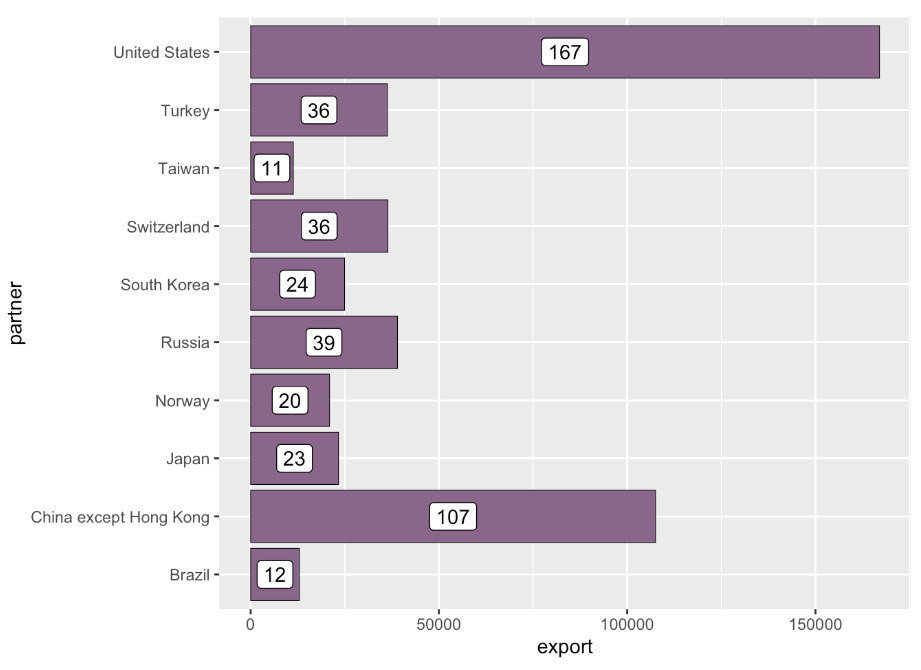 United States 167
Turkey 36
Taiwan 11
Switzerland 36
South Korea 24
Russia 39
Norway 20
Japan 23
China except Hong Kong 107
Brazil 12
partner
0 50000 100000 150000
export